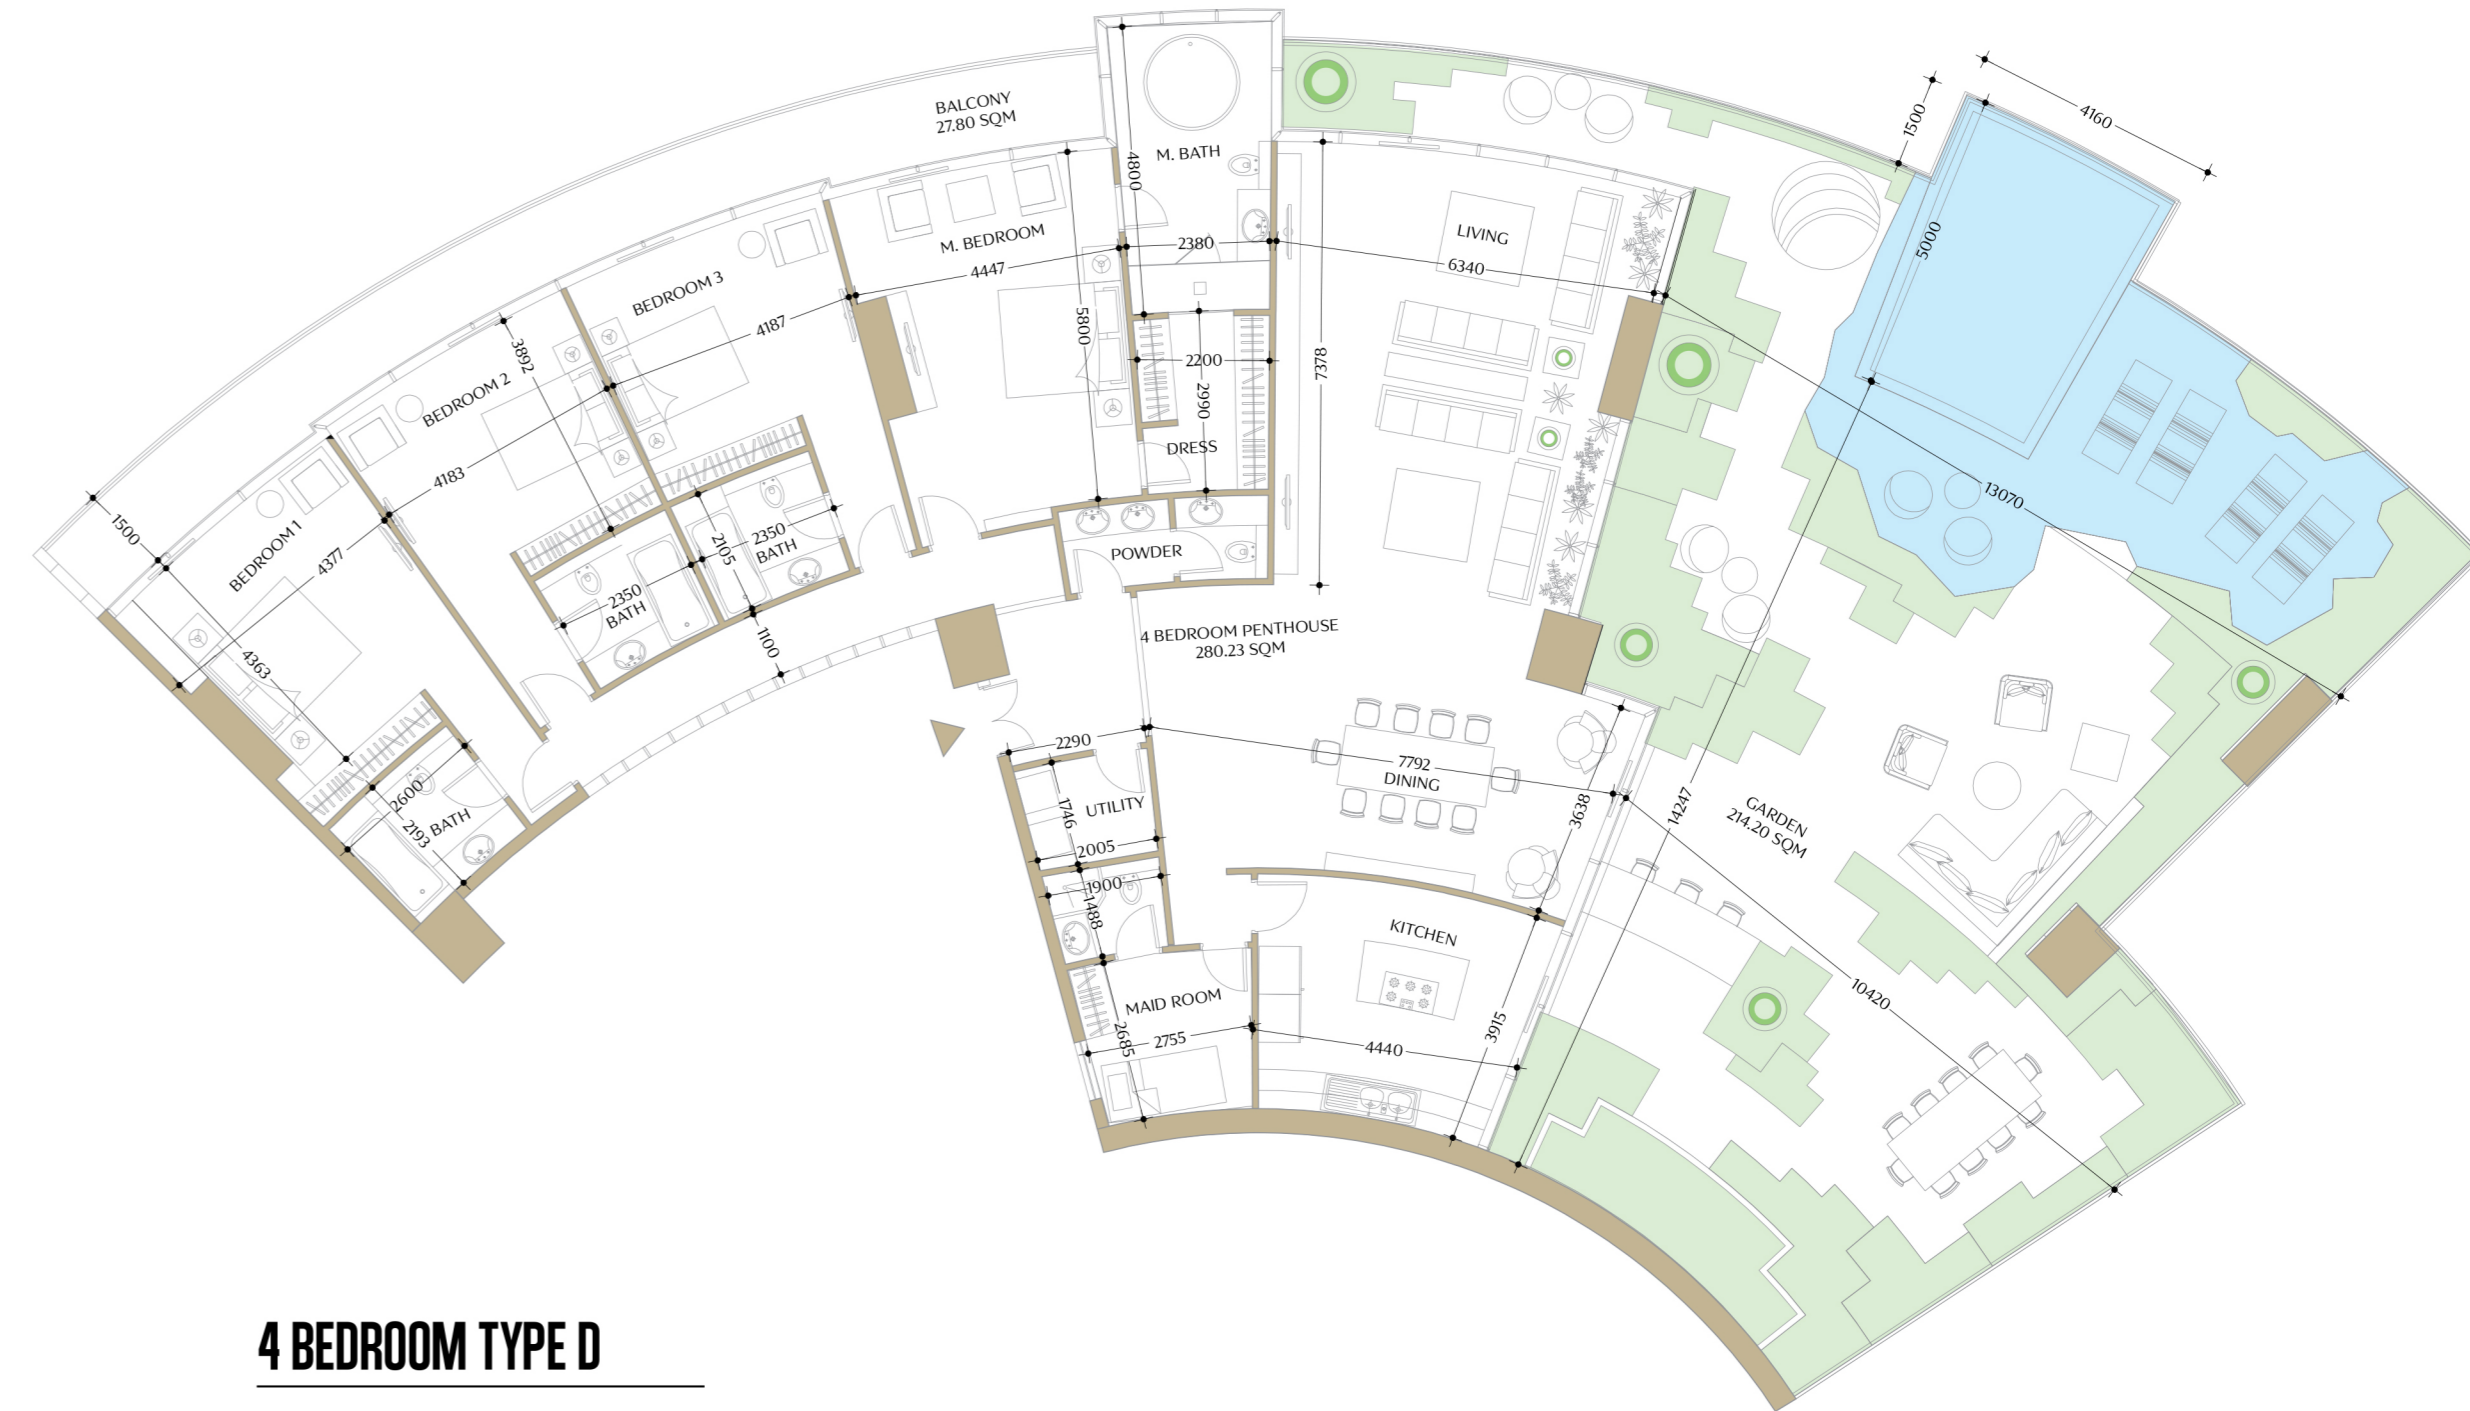 BALCONY
27.80 SQM
1500
4160
1500
5000
M. BATH
4800
2380
M. BEDROOM
4447
5800
LIVING
6340
7378
BEDROOM 3
4187
3892
BEDROOM 2
4183
2200
2990
DRESS
BEDROOM 1
4377
4363
2350
BATH
2105
2350
BATH
1100
POWDER
4 BEDROOM PENTHOUSE
280.23 SQM
13070
14247
2600
2193
BATH
2290
1746
UTILITY
2005
1900
1488
7792
DINING
3638
GARDEN
214.20 SQM
KITCHEN
MAID ROOM
2685
2755
4440
3915
10420
4 BEDROOM TYPE D